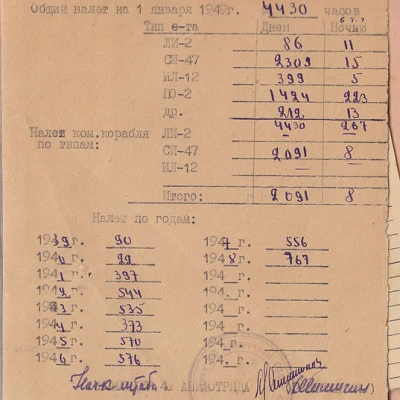 Общий налет на 1 января 1949г. 4430 часов
в т.ч.
Тип с-та Днем Ночью
ЛИ-2 86 11
СИ-47 2309 15
ИЛ-12 399 5
ПО-2 1424 223
др. 212 13
4430 267
Налет ком.корабля
по типам:
ЛИ-2
СИ-47 2091 8
ИЛ-12
Итого: 2091 8
Налет по годам:
1939г. 90 1947г. 556
1940г. 22 1948г. 767
1941г. 397 194 г.
1942г. 544 194 г.
1943г. 535 194 г.
1944г. 373 194 г.
1945г. 570 194 г.
1946г. 576 194 г.
Нач. штаба АВИАОТРЯДА